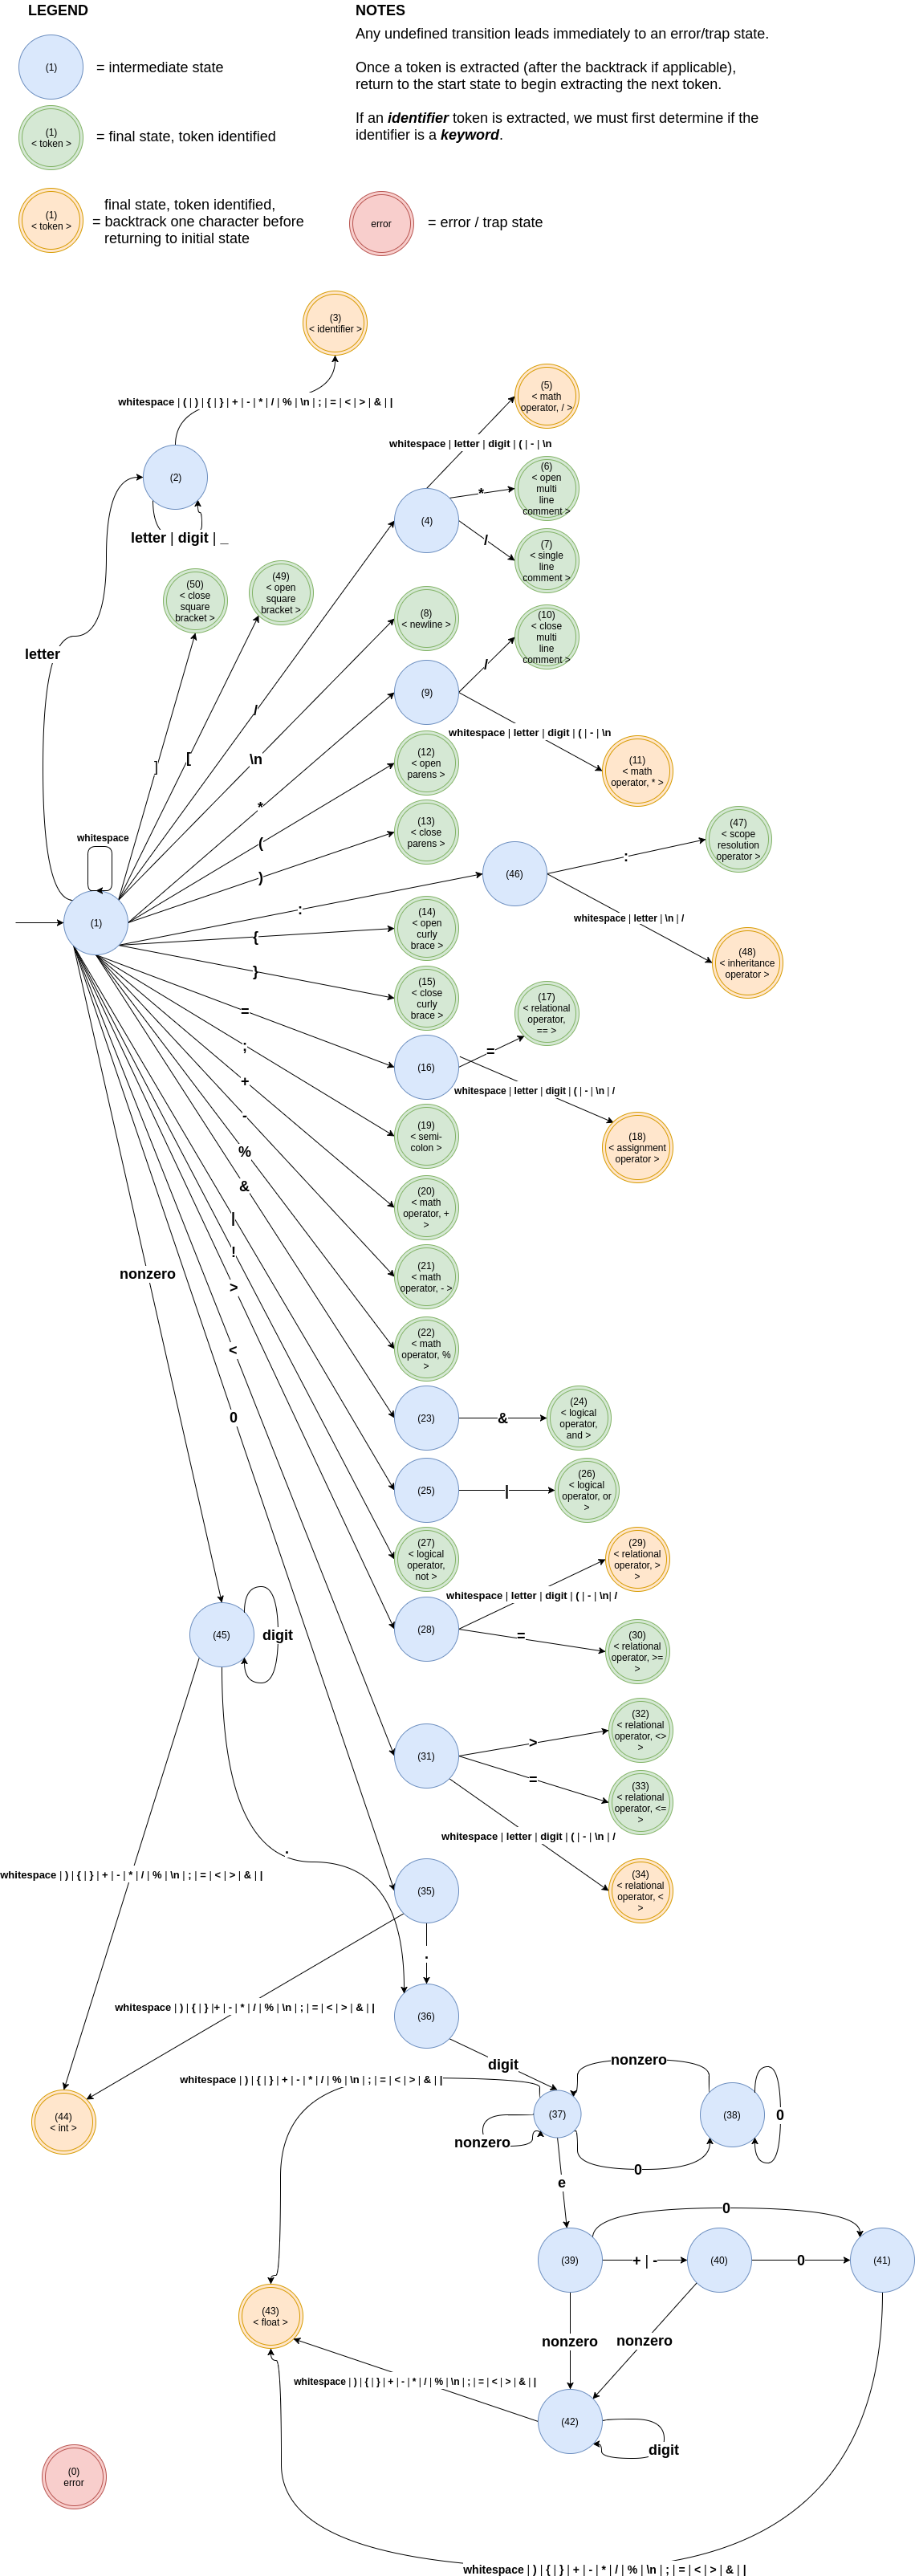 LEGEND
NOTES
Any undefined transition leads immediately to an error/trap state.
(1)
= intermediate state
Once a token is extracted (after the backtrack if applicable),
return to the start state to begin extracting the next token.
(1)
< token >
= final state, token identified
If an identifier token is extracted, we must first determine if the
identifier is a keyword.
(1)
< token >
final state, token identified,
= backtrack one character before
returning to initial state
error
= error / trap state
(3)
< identifier >
whitespace | ( | ) | { | } | + | - | * | / | % | \n | ; | = | < | > | & | |
(5)
< math
operator, / >
whitespace | letter | digit | ( | - | \n
(2)
letter | digit | _
(4)
*
(6)
< open
multi
line
comment >
/
(7)
< single
line
comment >
(50)
< close
square
bracket >
(49)
< open
square
bracket >
(8)
< newline >
(10)
< close
multi
line
comment >
letter
/
(9)
/
whitespace | letter | digit | ( | - | \n
(11)
< math
operator, * >
]
[
\n
(12)
< open
parens >
*
(13)
< close
parens >
(
whitespace
)
(46)
:
(47)
< scope
resolution
operator >
(1)
:
whitespace | letter | \n | /
(48)
< inheritance
operator >
{
(14)
< open
curly
brace >
}
(15)
< close
curly
brace >
=
(16)
=
(17)
< relational
operator,
== >
whitespace | letter | digit | ( | - | \n | /
(18)
< assignment
operator >
;
(19)
< semi-
colon >
+
(20)
< math
operator, +
>
-
(21)
< math
operator, - >
%
(22)
< math
operator, %
>
&
(23)
&
(24)
< logical
operator,
and >
|
(25)
|
(26)
< logical
operator, or
>
!
(27)
< logical
operator,
not >
nonzero
>
(28)
whitespace | letter | digit | ( | - | \n| /
(29)
< relational
operator, >
>
=
(30)
< relational
operator, >=
>
<
0
(45)
digit
(31)
>
(32)
< relational
operator, <>
>
=
(33)
< relational
operator, <=
>
whitespace | letter | digit | ( | - | \n | /
(34)
< relational
operator, <
>
.
whitespace | ) | { | } | + | - | * | / | % | \n | ; | = | < | > | & | |
(35)
.
whitespace | ) | { | } |+ | - | * | / | % | \n | ; | = | < | > | & | |
(36)
digit
nonzero
whitespace | ) | { | } | + | - | * | / | % | \n | ; | = | < | > | & | |
(44)
< int >
(37)
(38)
0
nonzero
0
e
0
(39)
+ | -
(40)
0
(41)
(43)
< float >
nonzero
nonzero
whitespace | ) | { | } | + | - | * | / | % | \n | ; | = | < | > | & | |
(42)
digit
(0)
error
whitespace | ) | { | } | + | - | * | / | % | \n | ; | = | < | > | & | |